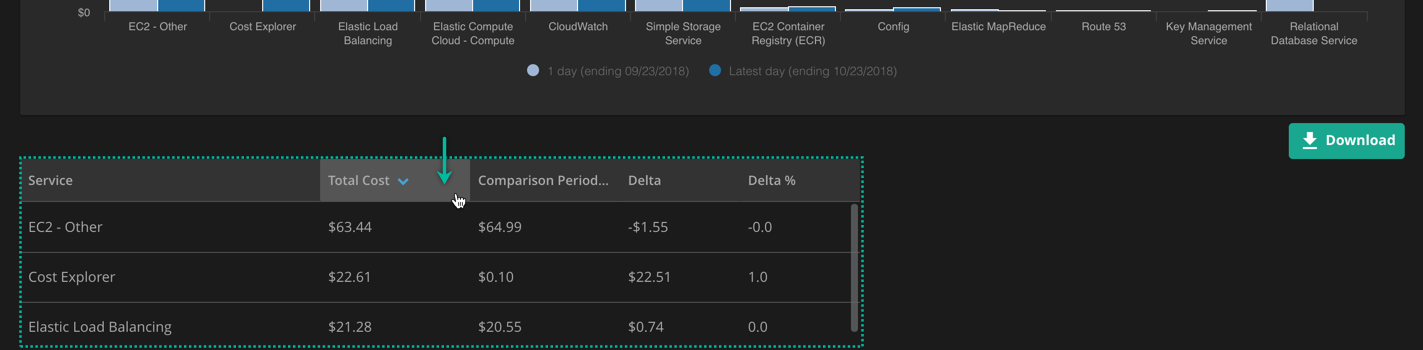 $0
EC2 - Other
Cost Explorer
Elastic Load
Balancing
Elastic Compute
Cloud - Compute
CloudWatch
Simple Storage
Service
EC2 Container
Registry (ECR)
Config
Elastic MapReduce
Route 53
Key Management
Service
Relational
Database Service
1 day (ending 09/23/2018)
Latest day (ending 10/23/2018)
Download
Service Total Cost Comparison Period... Delta Delta %
EC2 - Other $63.44 $64.99 -$1.55 -0.0
Cost Explorer $22.61 $0.10 $22.51 1.0
Elastic Load Balancing $21.28 $20.55 $0.74 0.0